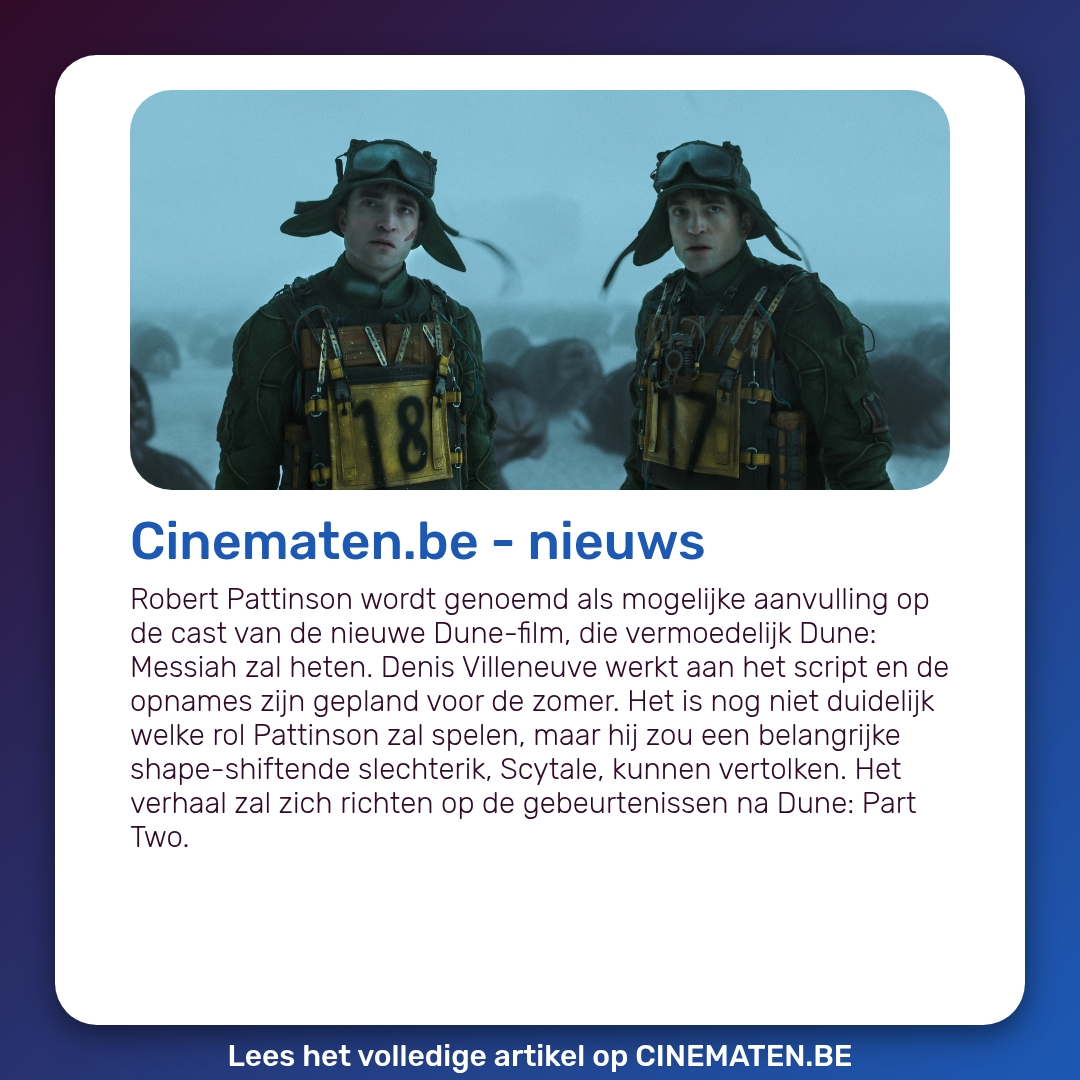 18
17
Cinematen.be - nieuws
Robert Pattinson wordt genoemd als mogelijke aanvulling op
de cast van de nieuwe Dune-film, die vermoedelijk Dune:
Messiah zal heten. Denis Villeneuve werkt aan het script en de
opnames zijn gepland voor de zomer. Het is nog niet duidelijk
welke rol Pattinson zal spelen, maar hij zou een belangrijke
shape-shiftende slechterik, Scytale, kunnen vertolken. Het
verhaal zal zich richten op de gebeurtenissen na Dune: Part
Two.
Lees het volledige artikel op CINEMATEN.BE